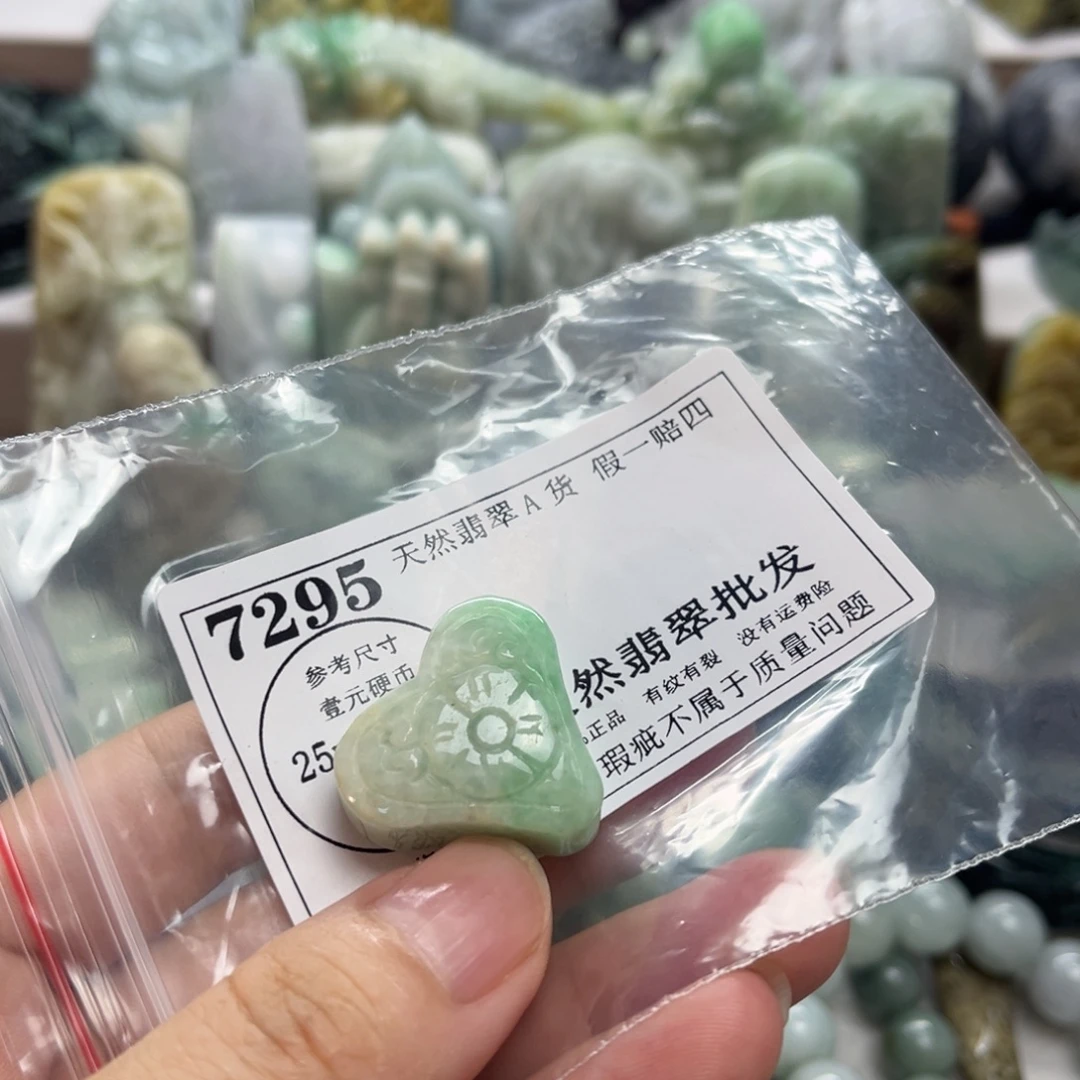 7295 天然翡翠A货 假一赔四
参考尺寸
壹元硬币
25
然翡翠批发
正品 有纹有裂 没有运费险
瑕疵不属于质量问题